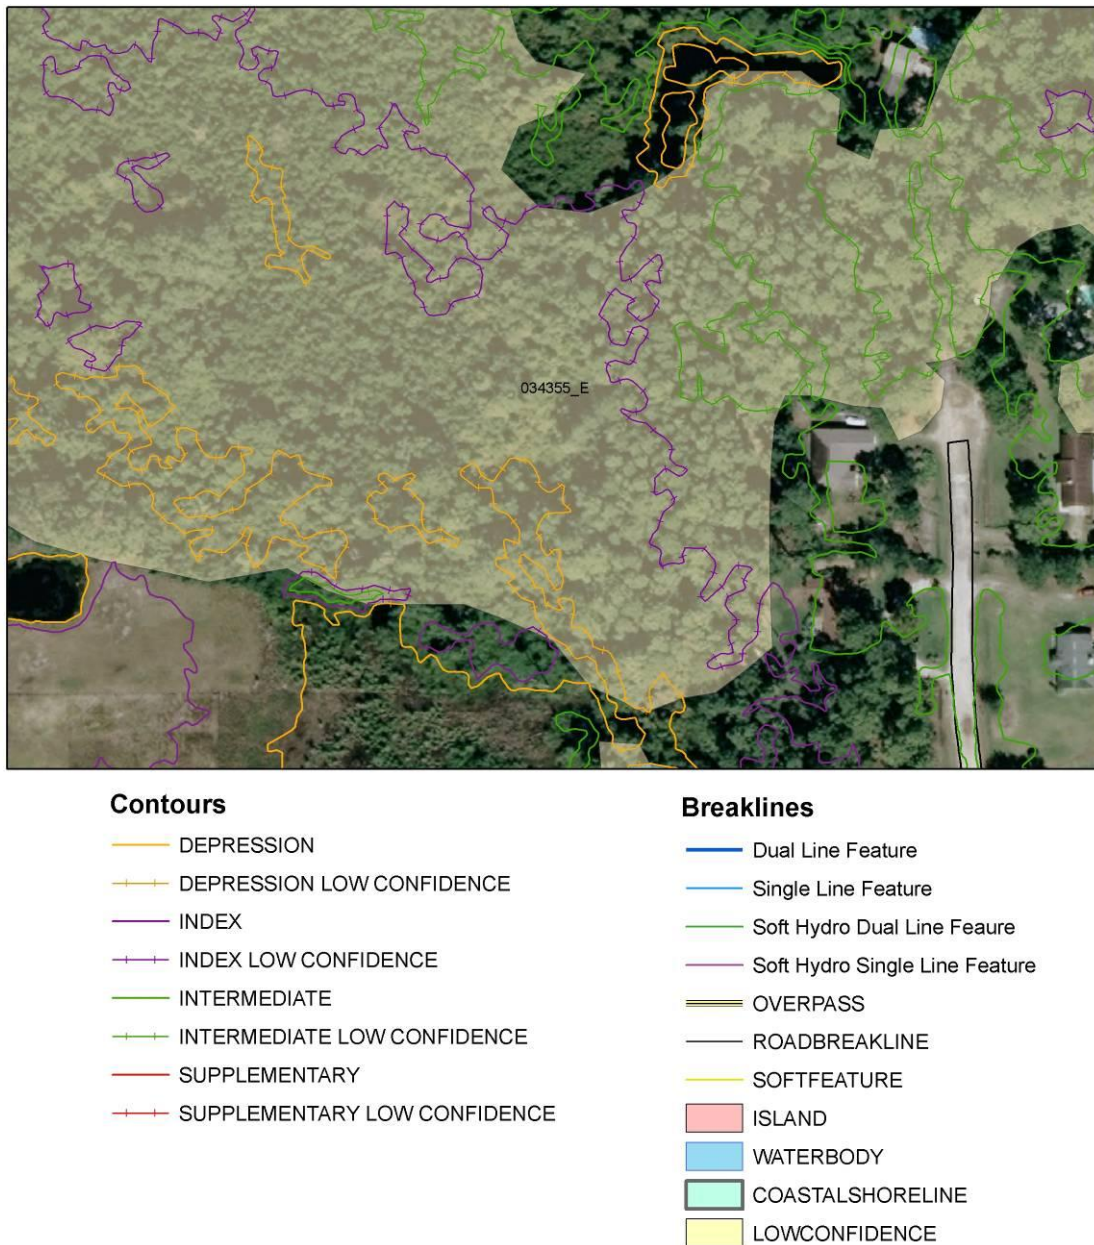 034355_E
Contours
DEPRESSION
DEPRESSION LOW CONFIDENCE
INDEX
INDEX LOW CONFIDENCE
INTERMEDIATE
INTERMEDIATE LOW CONFIDENCE
SUPPLEMENTARY
SUPPLEMENTARY LOW CONFIDENCE
Breaklines
Dual Line Feature
Single Line Feature
Soft Hydro Dual Line Feaure
Soft Hydro Single Line Feature
OVERPASS
ROADBREAKLINE
SOFTFEATURE
ISLAND
WATERBODY
COASTALSHORELINE
LOWCONFIDENCE